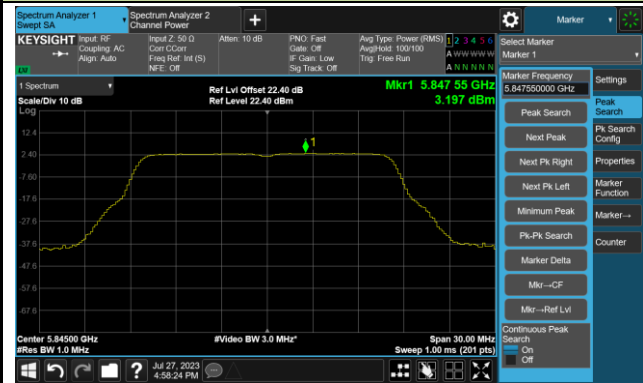 Spectrum Analyzer 1
Swept SA
Spectrum Analyzer 2
Channel Power
+
Marker
KEYSIGHT
Input: RF
Coupling: AC
Align: Auto
Input Z: 50 Ω
Corr CCorr
Freq Ref: Int (S)
NFE: Off
Atten: 10 dB
PNO: Fast
Gate: Off
IF Gain: Low
Sig Track: Off
Avg Type: Power (RMS)
Avg|Hold: 100/100
Trig: Free Run
1 2 3 4 5 6
A W W W W W
A N N N N N
Select Marker
Marker 1
1 Spectrum
Scale/Div 10 dB
Log
Ref Lvl Offset 22.40 dB
Ref Level 22.40 dBm
Mkr1 5.847 55 GHz
3.197 dBm
12.4
2.40
-7.60
-17.6
-27.6
-37.6
-47.6
-57.6
-67.6
1
Center 5.84500 GHz
#Res BW 1.0 MHz
#Video BW 3.0 MHz*
Span 30.00 MHz
Sweep 1.00 ms (201 pts)
Marker Frequency
5.847550000 GHz
Peak Search
Next Peak
Next Pk Right
Next Pk Left
Minimum Peak
Pk-Pk Search
Marker Delta
Mkr→CF
Mkr→Ref Lvl
Continuous Peak
Search
On
Off
Settings
Peak
Search
Pk Search
Config
Properties
Marker
Function
Marker→
Counter
?
Jul 27, 2023
4:58:24 PM